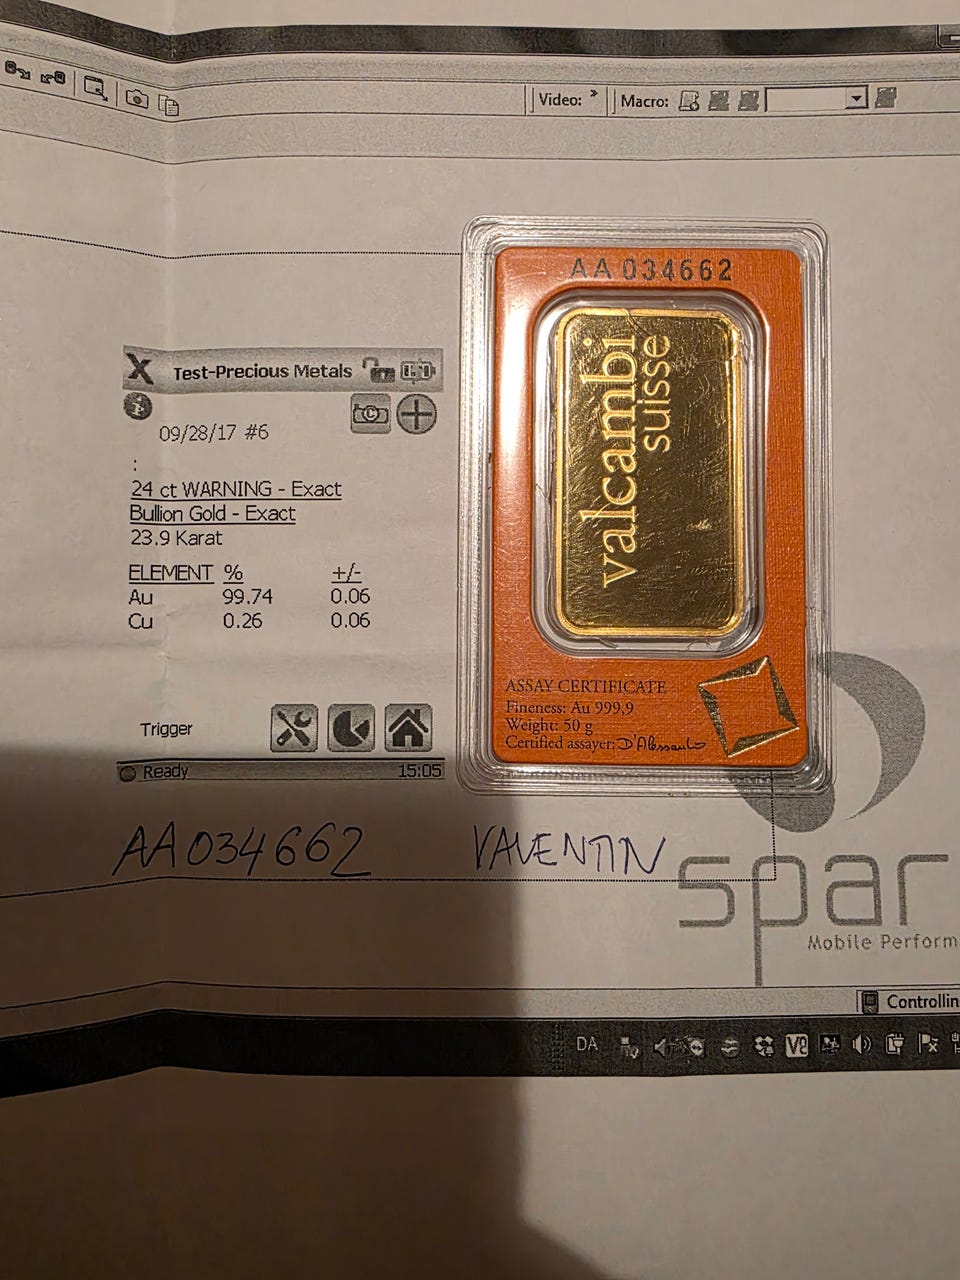 Video: »
Macro:
AA 034662
valcambi
suisse
X Test-Precious Metals
09/28/17 #6
:
24 ct WARNING - Exact
Bullion Gold - Exact
23.9 Karat
ELEMENT % +/-
Au 99.74 0.06
Cu 0.26 0.06
ASSAY CERTIFICATE
Fineness: Au 999,9
Weight: 50 g
Certified assayer:
Trigger
Ready 15:05
AA034662 VALENTIN
spar
Mobile Perform
Controllin
DA